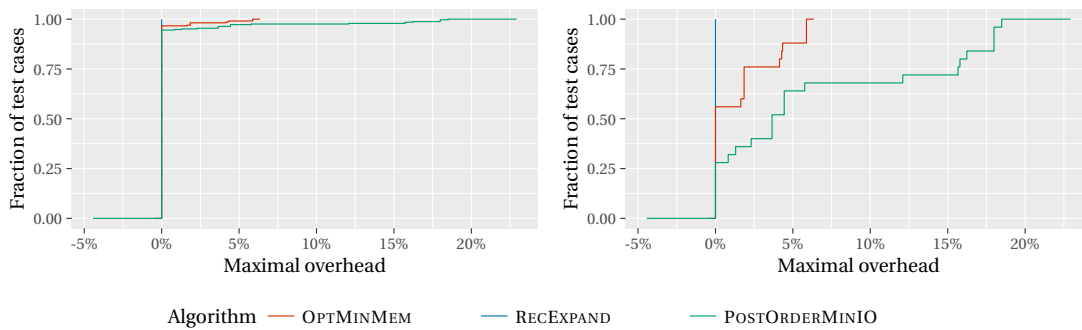 Fraction of test cases
1.00
0.75
0.50
0.25
0.00
-5% 0% 5% 10% 15% 20%
Maximal overhead
Fraction of test cases
1.00
0.75
0.50
0.25
0.00
-5% 0% 5% 10% 15% 20%
Maximal overhead
Algorithm OPTMINMEM RECEXPAND POSTORDERMINIO